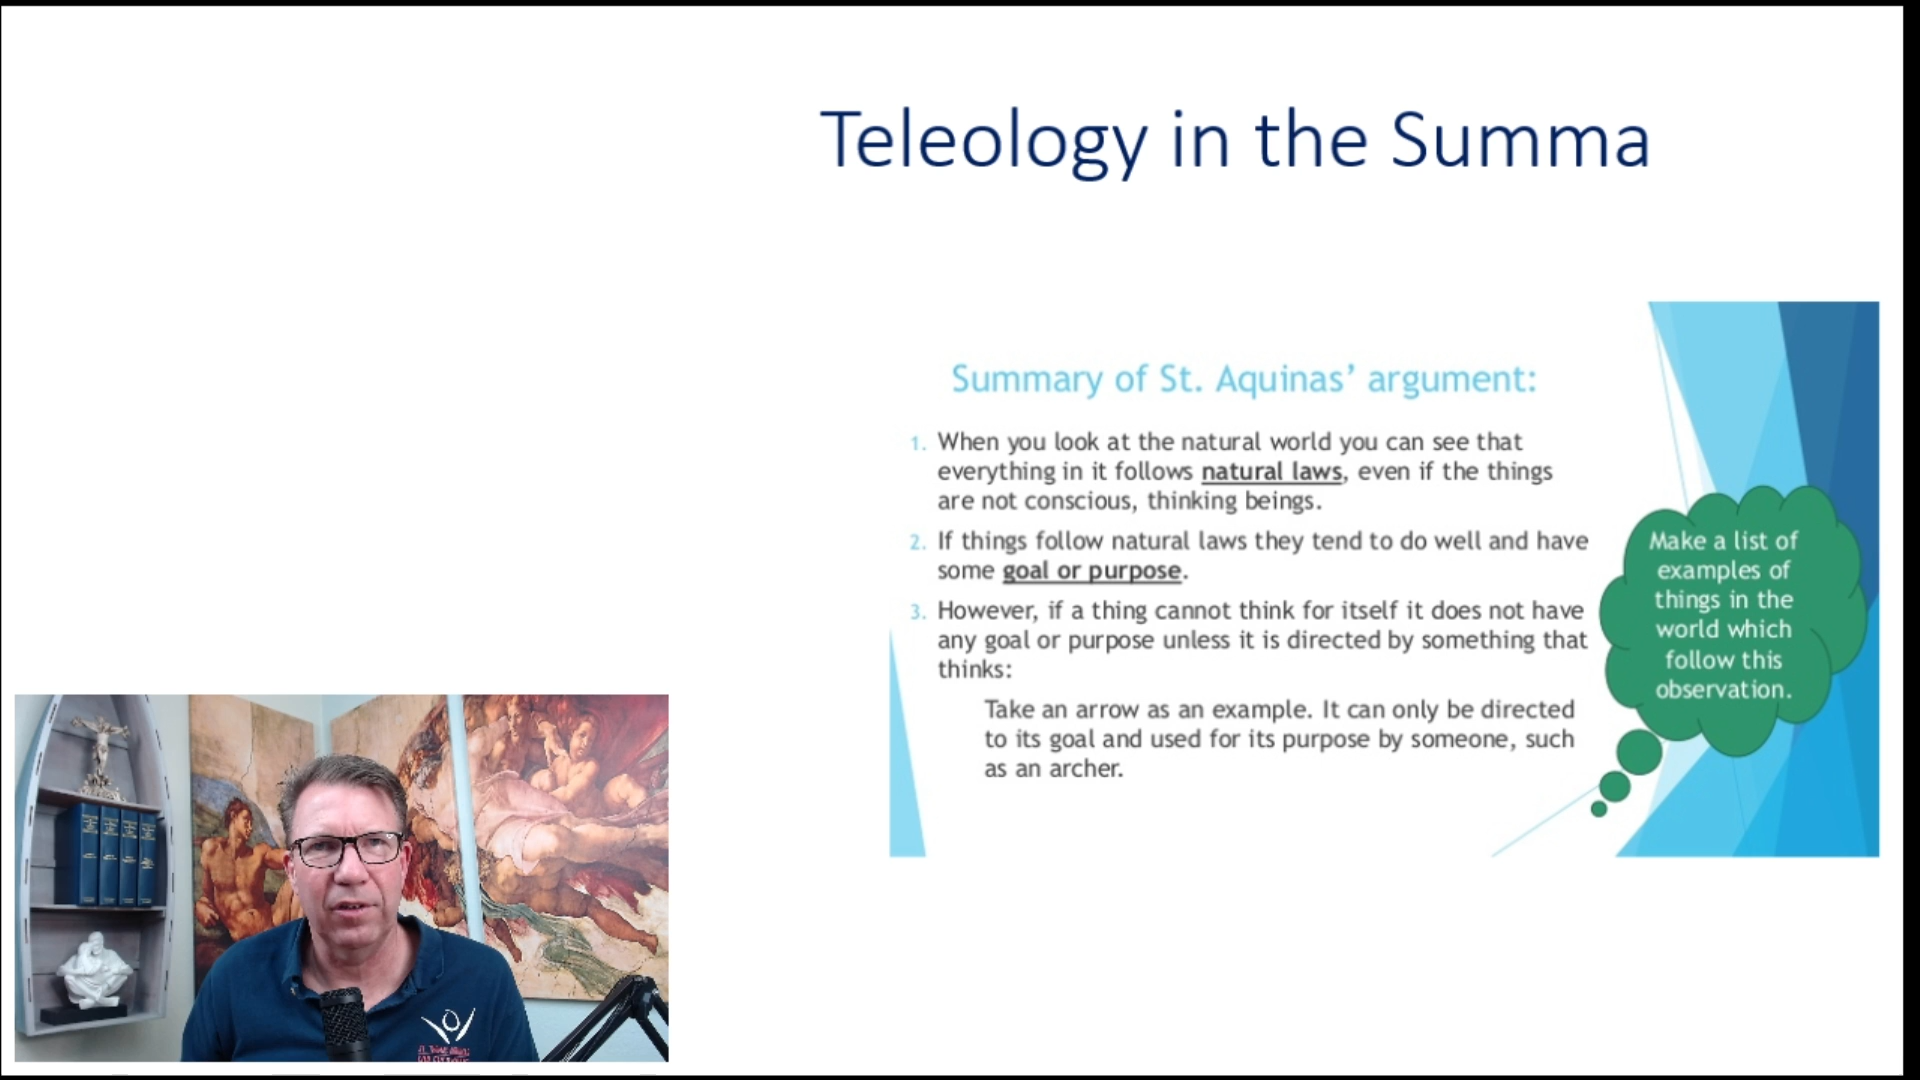 Teleology in the Summa
Summary of St. Aquinas’ argument:
1. When you look at the natural world you can see that
everything in it follows natural laws, even if the things
are not conscious, thinking beings.
2. If things follow natural laws they tend to do well and have
some goal or purpose.
3. However, if a thing cannot think for itself it does not have
any goal or purpose unless it is directed by something that
thinks:
Take an arrow as an example. It can only be directed
to its goal and used for its purpose by someone, such
as an archer.
Make a list of
examples of
things in the
world which
follow this
observation.